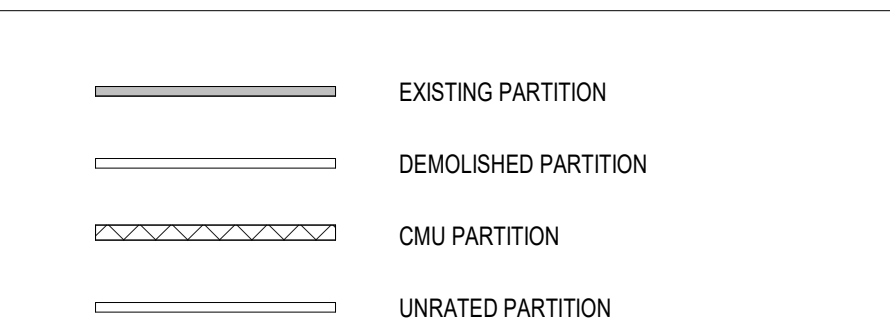 EXISTING PARTITION
DEMOLISHED PARTITION
CMU PARTITION
UNRATED PARTITION